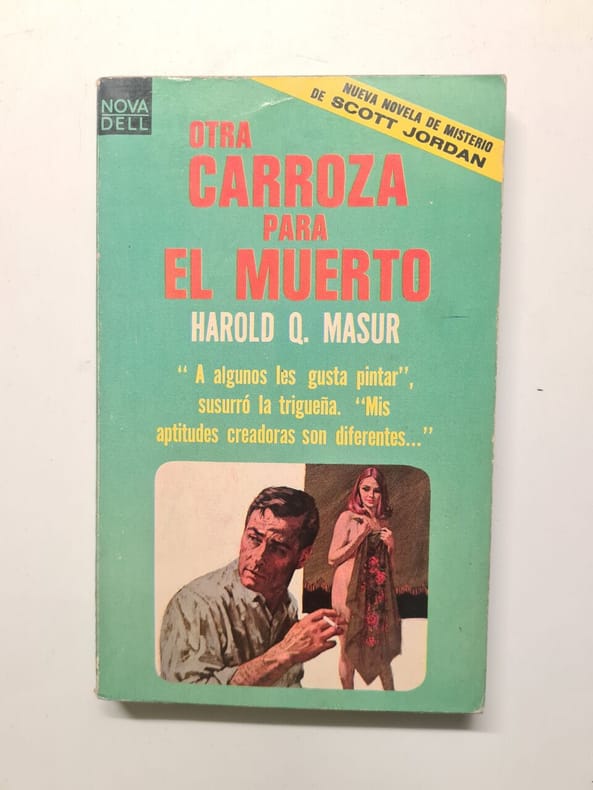 NOVA
DELL
NUEVA NOVELA DE MISTERIO
DE SCOTT JORDAN
OTRA
CARROZA
PARA
EL MUERTO
HAROLD Q. MASUR
“ A algunos les gusta pintar”,
susurró la trigueña. “Mis
aptitudes creadoras son diferentes...”